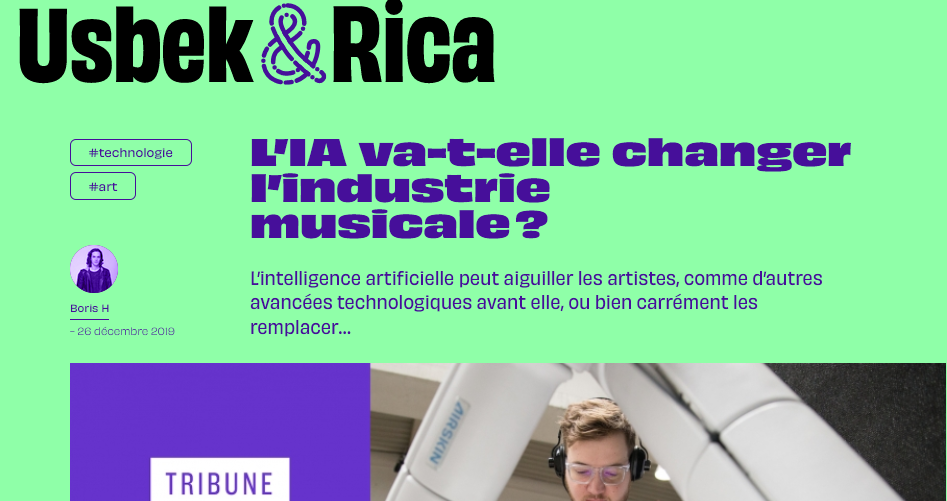 Usbek & Rica
#technologie
#art
L'IA va-t-elle changer
l'industrie
musicale ?
Boris H
- 26 décembre 2019
L'intelligence artificielle peut aiguiller les artistes, comme d'autres
avancées technologiques avant elle, ou bien carrément les
remplacer...
TRIBUNE
AIRSKIN